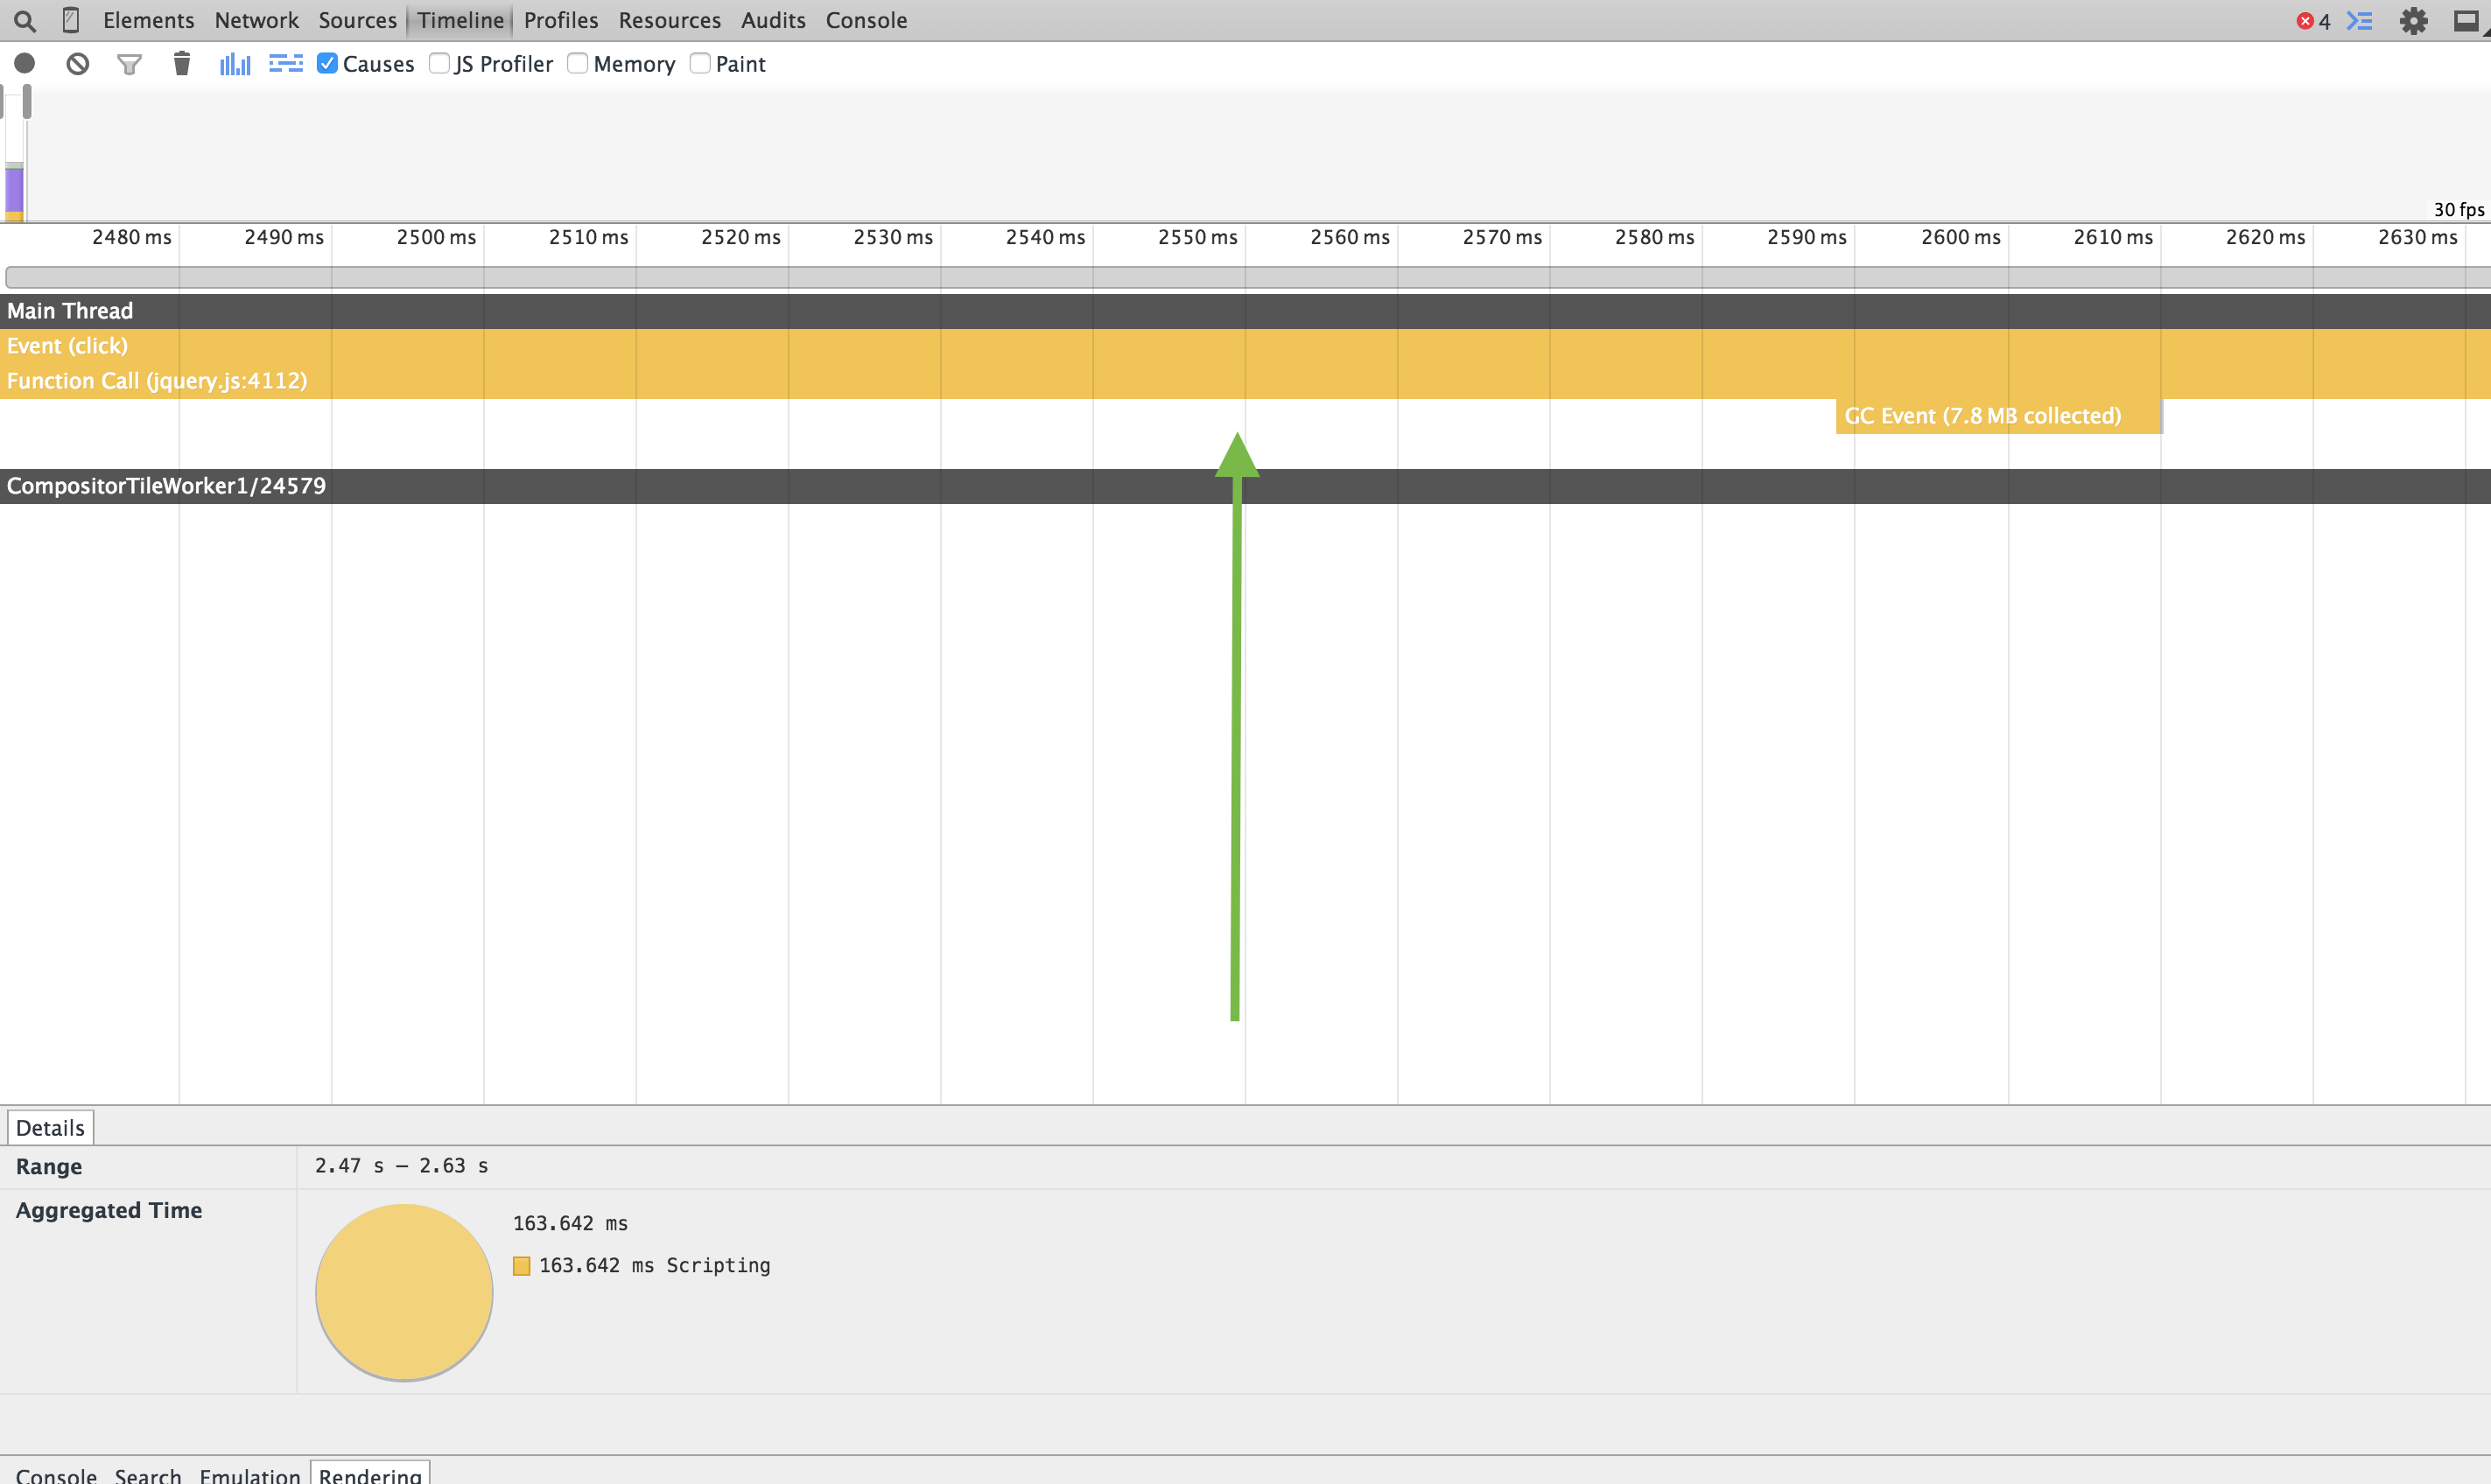 Elements Network Sources Timeline Profiles Resources Audits Console 4
Causes JS Profiler Memory Paint
30 fps
2480 ms 2490 ms 2500 ms 2510 ms 2520 ms 2530 ms 2540 ms 2550 ms 2560 ms 2570 ms 2580 ms 2590 ms 2600 ms 2610 ms 2620 ms 2630 ms
Main Thread
Event (click)
Function Call (jquery.js:4112)
GC Event (7.8 MB collected)
CompositorTileWorker1/24579
Details
Range 2.47 s – 2.63 s
Aggregated Time
163.642 ms
163.642 ms Scripting
Console Search Emulation Rendering